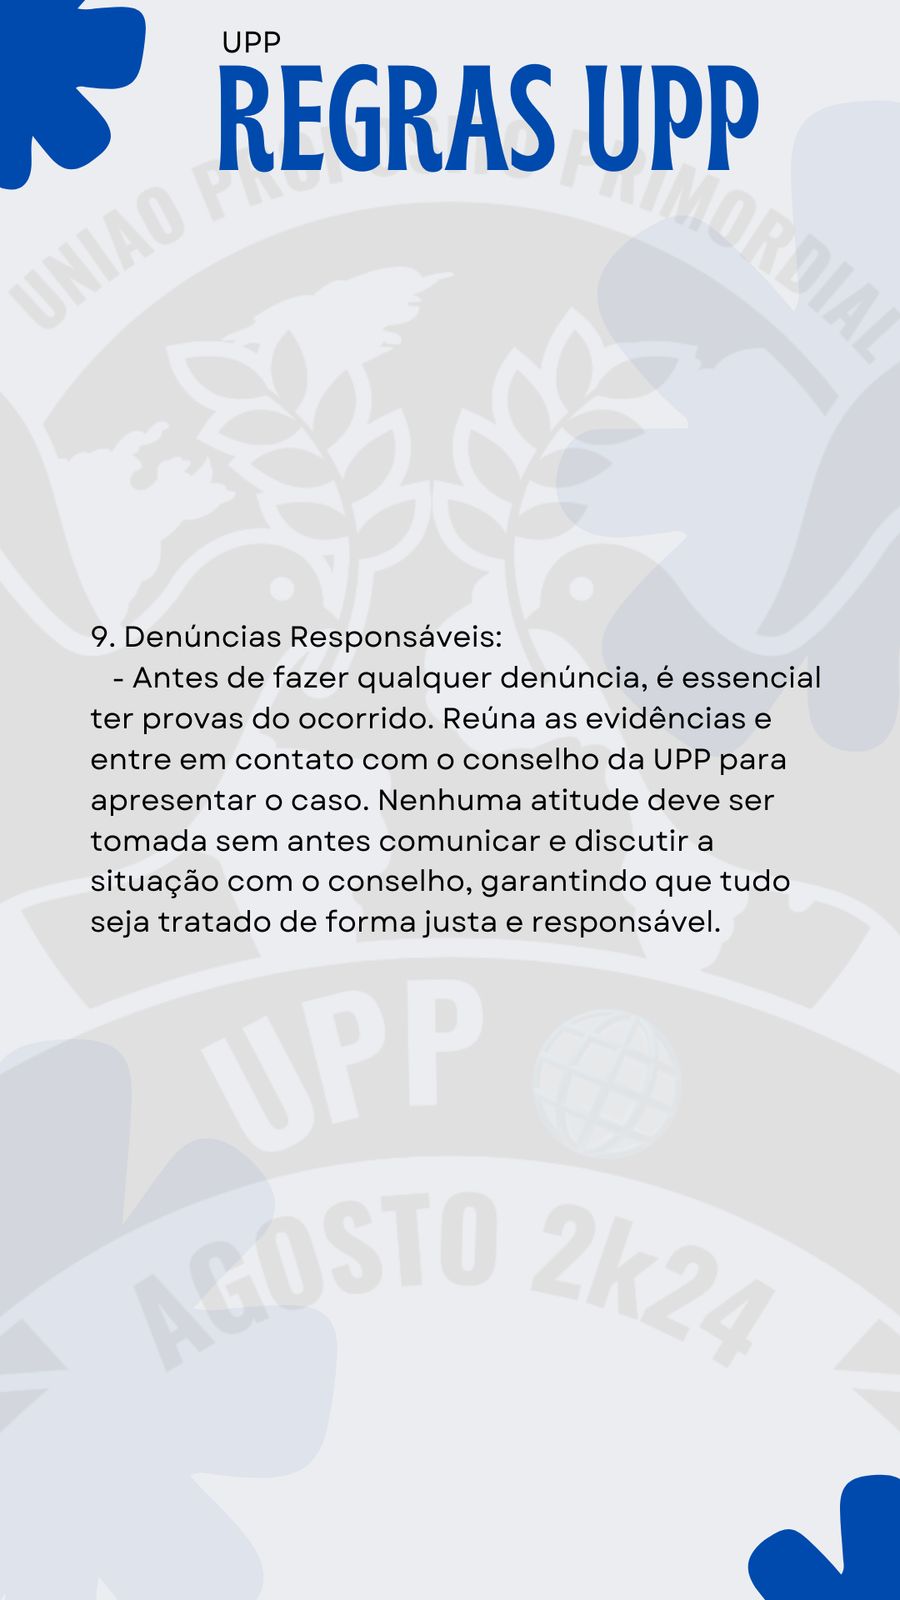 UPP
REGRAS UPP
UNIAO PROPOSITO PRIMORDIAL
9. Denúncias Responsáveis:
- Antes de fazer qualquer denúncia, é essencial
ter provas do ocorrido. Reúna as evidências e
entre em contato com o conselho da UPP para
apresentar o caso. Nenhuma atitude deve ser
tomada sem antes comunicar e discutir a
situação com o conselho, garantindo que tudo
seja tratado de forma justa e responsável.
UPP
AGOSTO 2k24